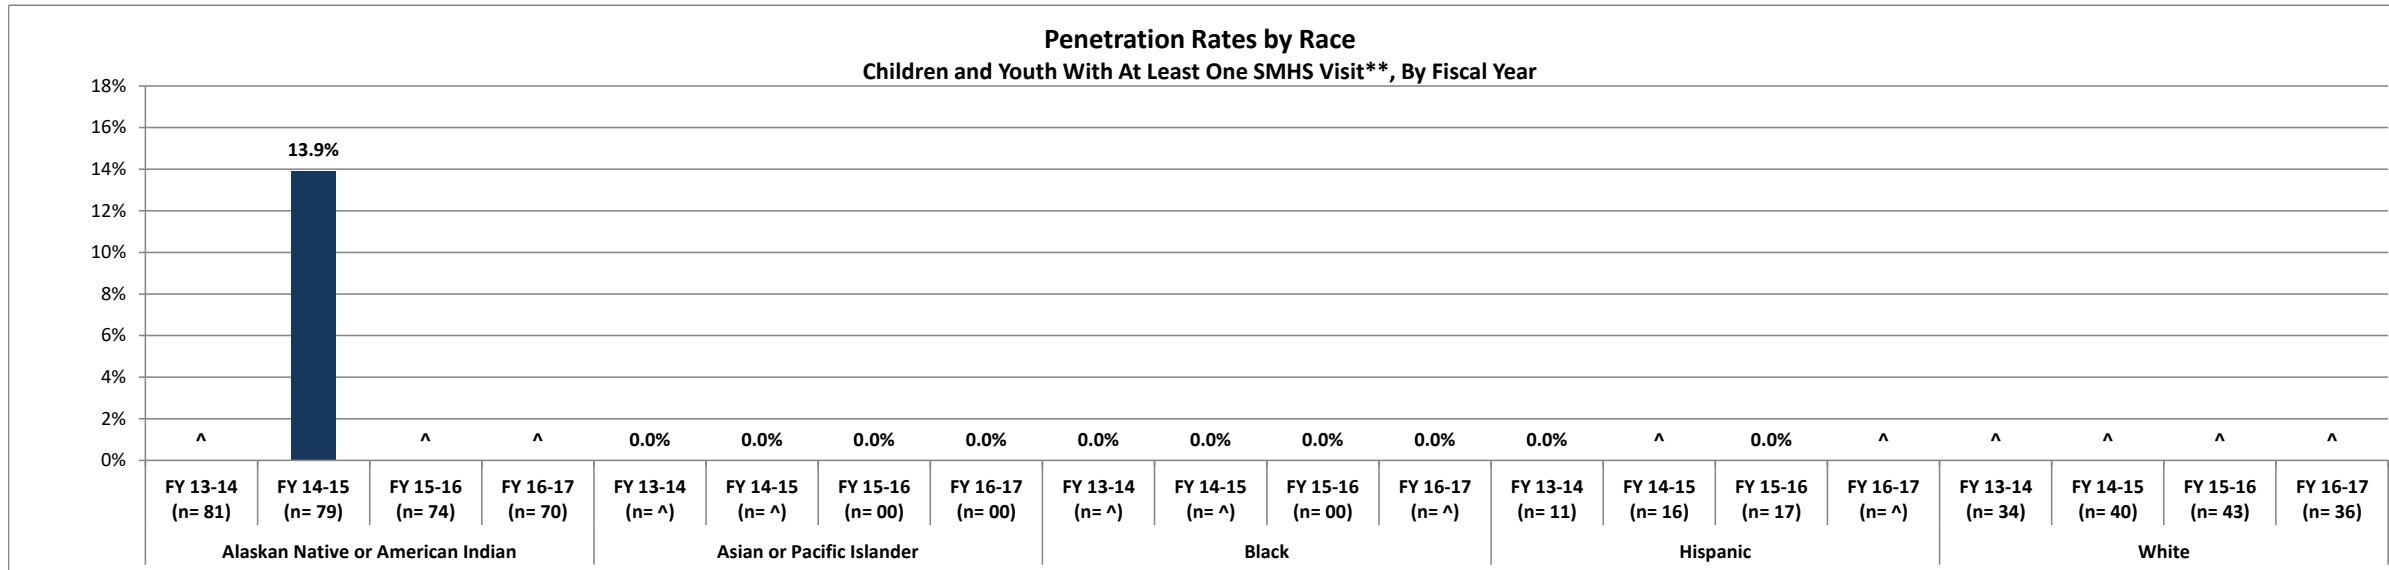 Penetration Rates by Race
Children and Youth With At Least One SMHS Visit**, By Fiscal Year
18%
16%
14%
12%
10%
8%
6%
4%
2%
0%
^ 13.9% ^ ^ 0.0% 0.0% 0.0% 0.0% 0.0% 0.0% 0.0% 0.0% 0.0% ^ 0.0% ^ ^ ^ ^ ^
FY 13-14 FY 14-15 FY 15-16 FY 16-17 FY 13-14 FY 14-15 FY 15-16 FY 16-17 FY 13-14 FY 14-15 FY 15-16 FY 16-17 FY 13-14 FY 14-15 FY 15-16 FY 16-17 FY 13-14 FY 14-15 FY 15-16 FY 16-17
(n= 81) (n= 79) (n= 74) (n= 70) (n= ^) (n= ^) (n= 00) (n= 00) (n= ^) (n= ^) (n= 00) (n= ^) (n= 11) (n= 16) (n= 17) (n= ^) (n= 34) (n= 40) (n= 43) (n= 36)
Alaskan Native or American Indian Asian or Pacific Islander Black Hispanic White